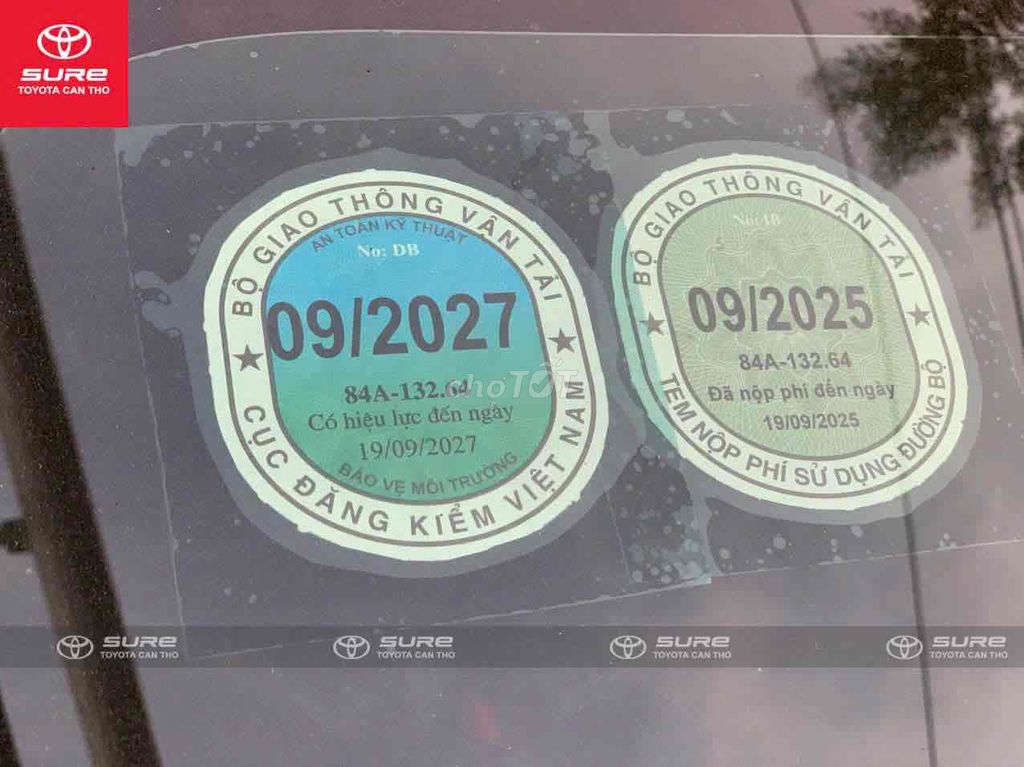 SURE
TOYOTA CAN THO
BỘ GIAO THÔNG VẬN TẢI
AN TOÀN KỸ THUẬT
No: DB
09/2027
84A-132.64
Có hiệu lực đến ngày
19/09/2027
BẢO VỆ MÔI TRƯỜNG
CỤC ĐĂNG KIỂM VIỆT NAM
BỘ GIAO THÔNG VẬN TẢI
No: IB
09/2025
84A-132.64
Đã nộp phí đến ngày
19/09/2025
TEM NỘP PHÍ SỬ DỤNG ĐƯỜNG BỘ
choTỐT
SURE
TOYOTA CAN THO
SURE
TOYOTA CAN THO
SURE
TOYOTA CAN THO
SURE
TOYOTA CAN THO